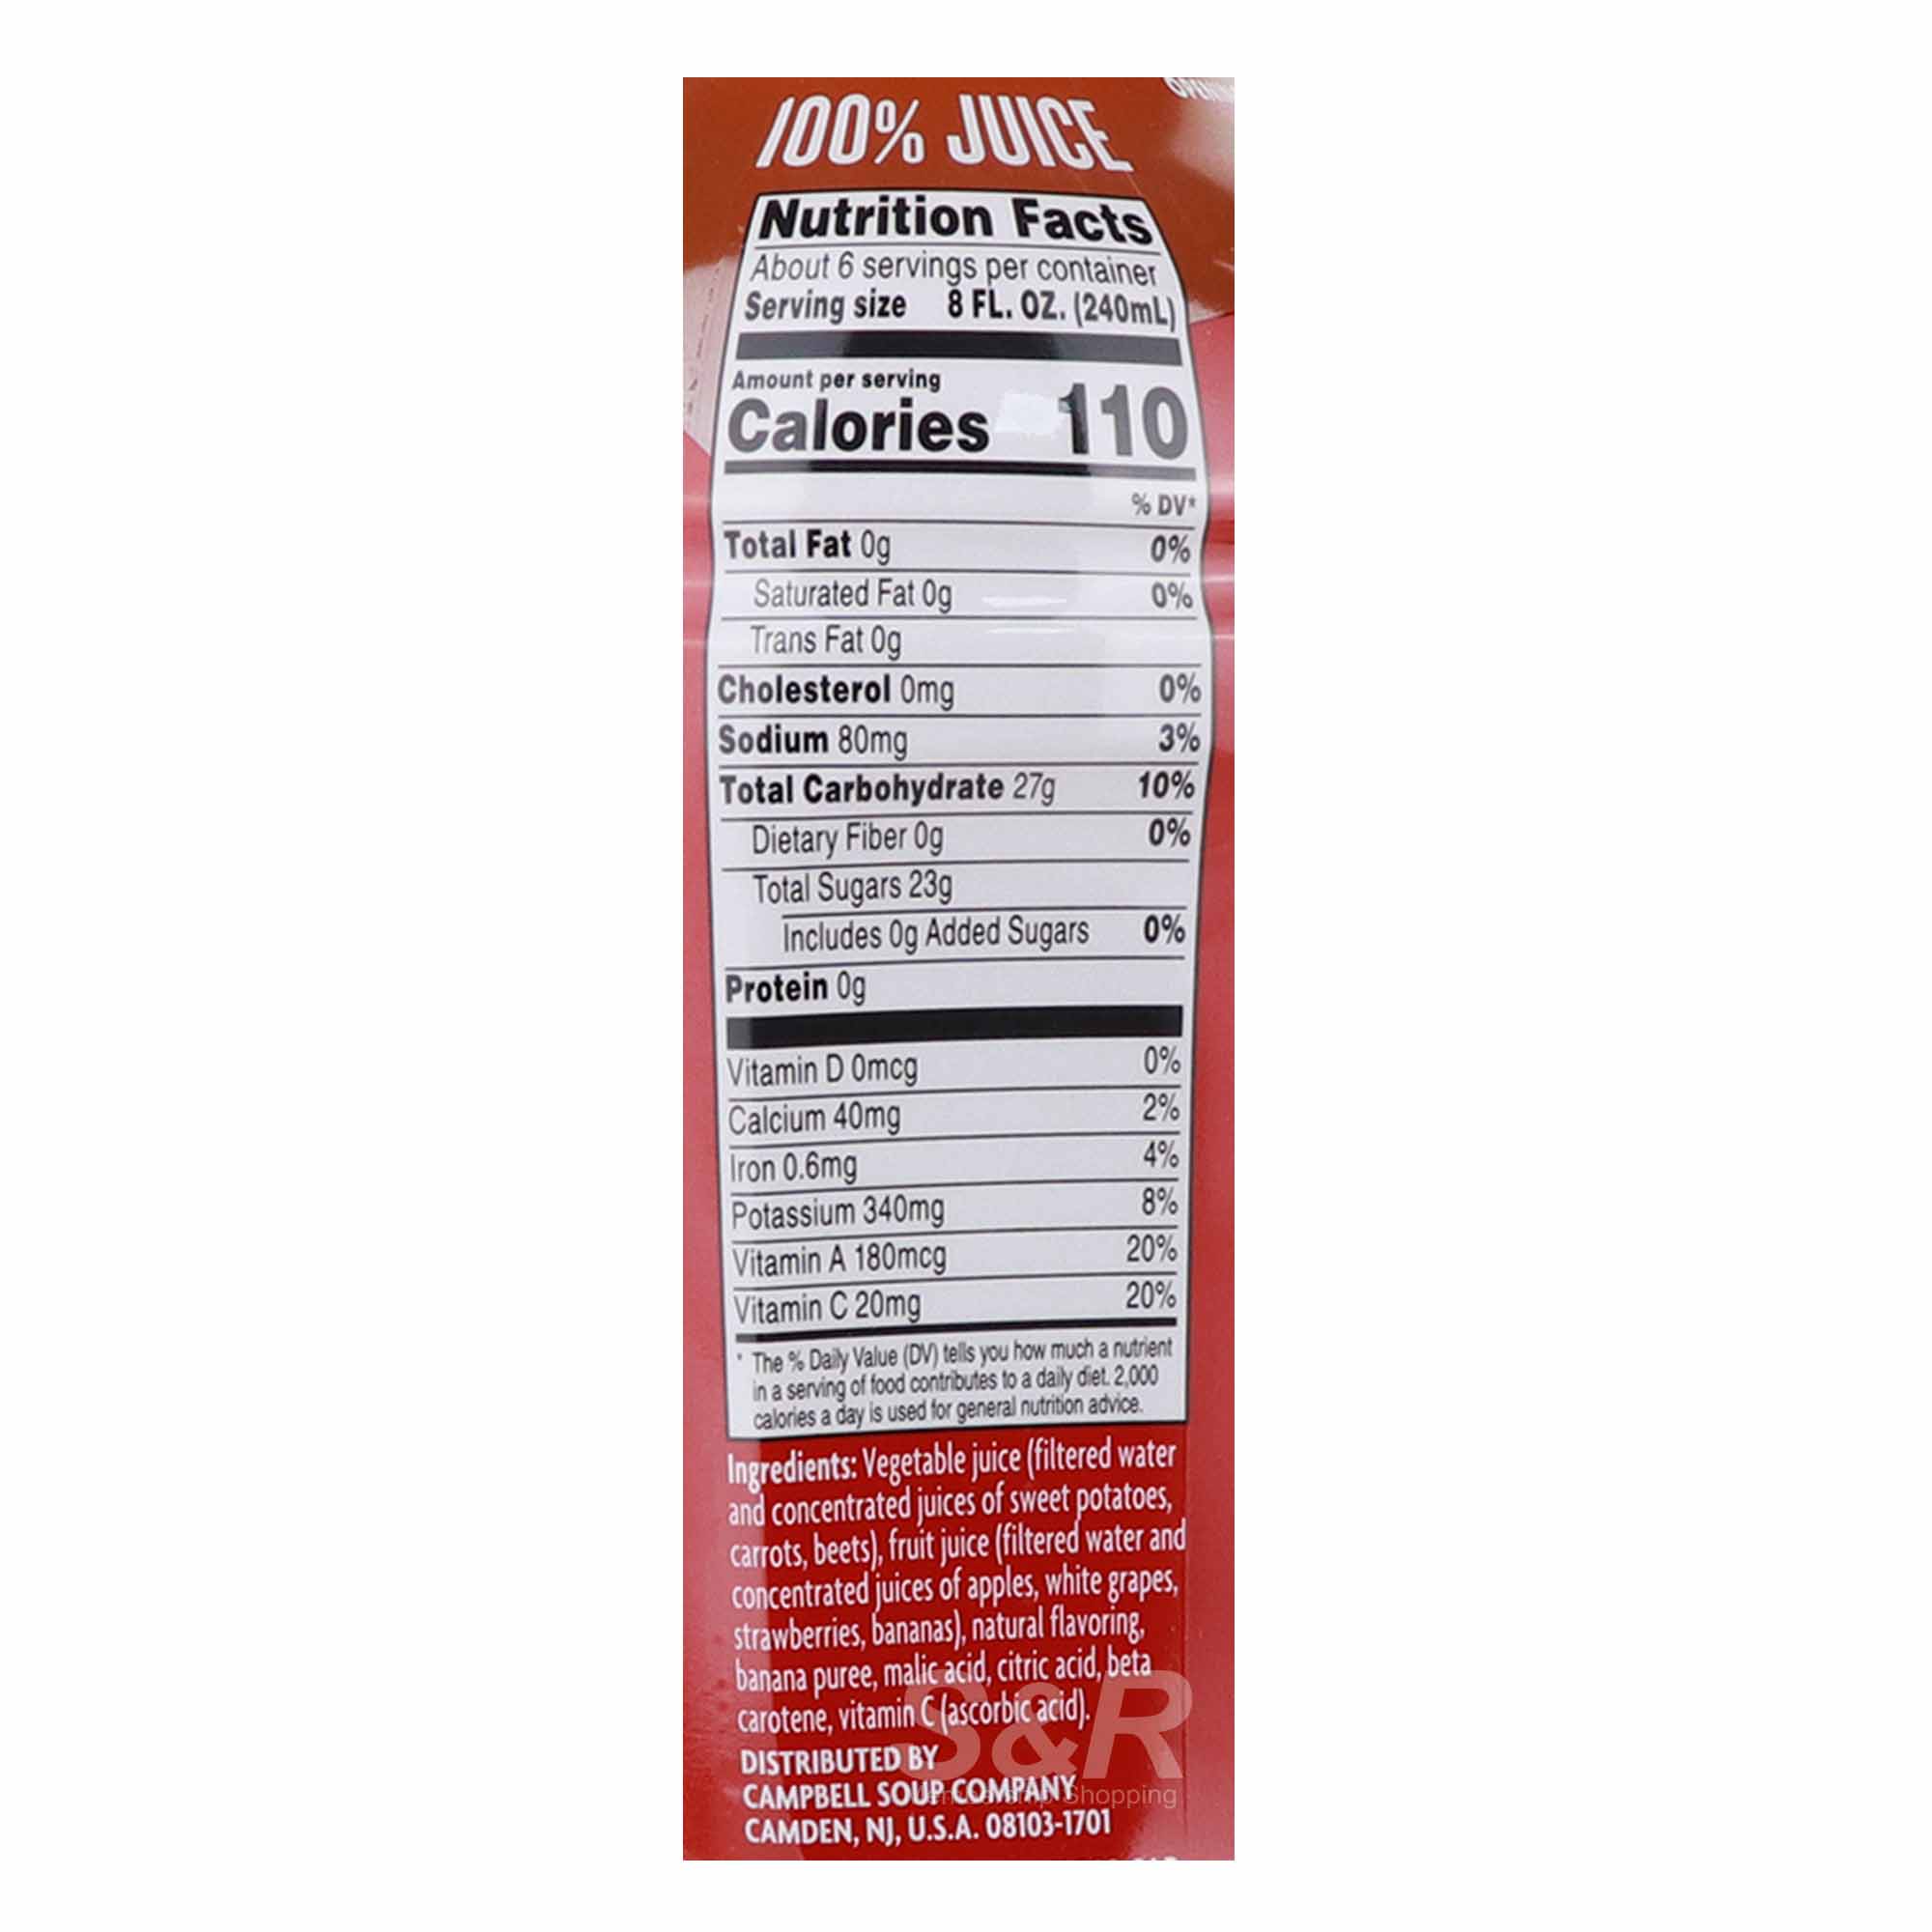 100% JUICE
Nutrition Facts
About 6 servings per container
Serving size 8 FL. OZ. (240mL)
Amount per serving
Calories 110
% DV*
Total Fat 0g 0%
Saturated Fat 0g 0%
Trans Fat 0g
Cholesterol 0mg 0%
Sodium 80mg 3%
Total Carbohydrate 27g 10%
Dietary Fiber 0g 0%
Total Sugars 23g
Includes 0g Added Sugars 0%
Protein 0g
Vitamin D 0mcg 0%
Calcium 40mg 2%
Iron 0.6mg 4%
Potassium 340mg 8%
Vitamin A 180mcg 20%
Vitamin C 20mg 20%
* The % Daily Value (DV) tells you how much a nutrient
in a serving of food contributes to a daily diet. 2,000
calories a day is used for general nutrition advice.
Ingredients: Vegetable juice (filtered water
and concentrated juices of sweet potatoes,
carrots, beets), fruit juice (filtered water and
concentrated juices of apples, white grapes,
strawberries, bananas), natural flavoring,
banana puree, malic acid, citric acid, beta
carotene, vitamin C (ascorbic acid).
DISTRIBUTED BY
CAMPBELL SOUP COMPANY
CAMDEN, NJ, U.S.A. 08103-1701
S&R
Membership Shopping